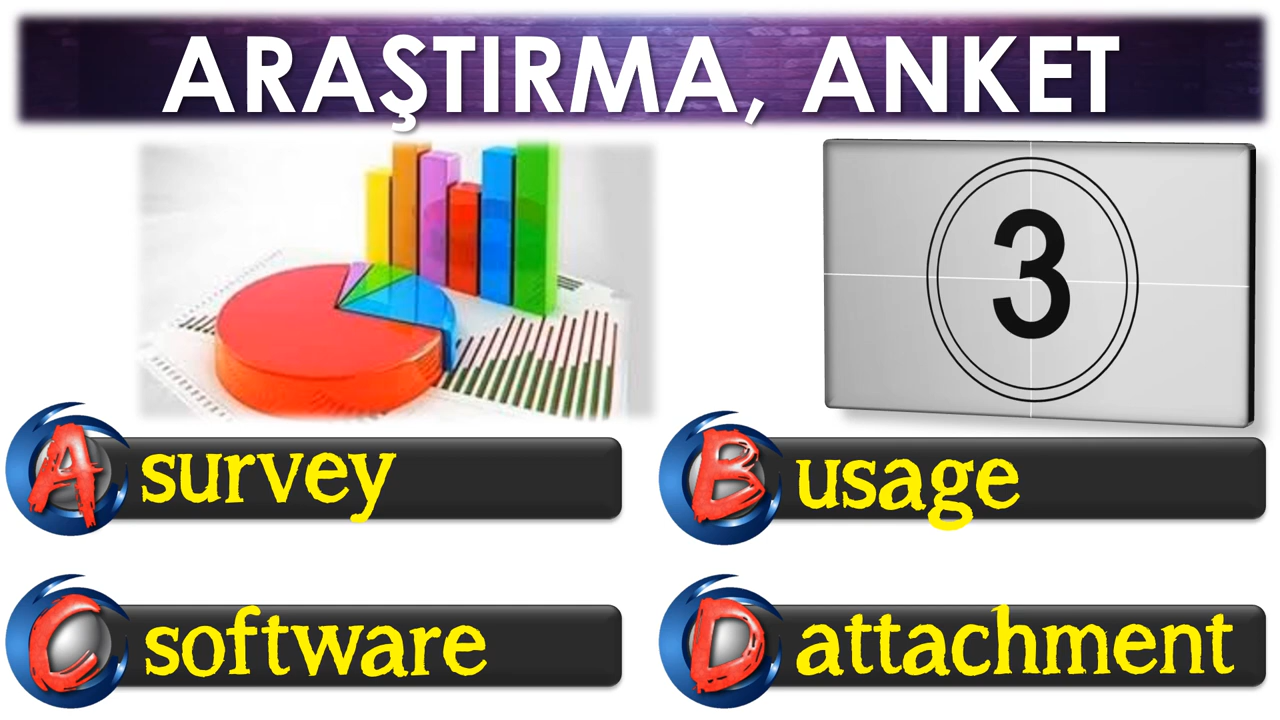 ARAŞTIRMA, ANKET
3
A survey
B usage
C software
D attachment